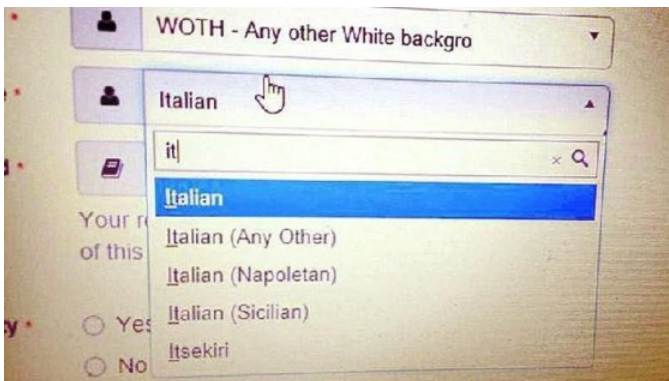 WOTH - Any other White backgro
Italian
it
Italian
Italian (Any Other)
Italian (Napoletan)
Italian (Sicilian)
Itsekiri
Your
of this
Yes
No